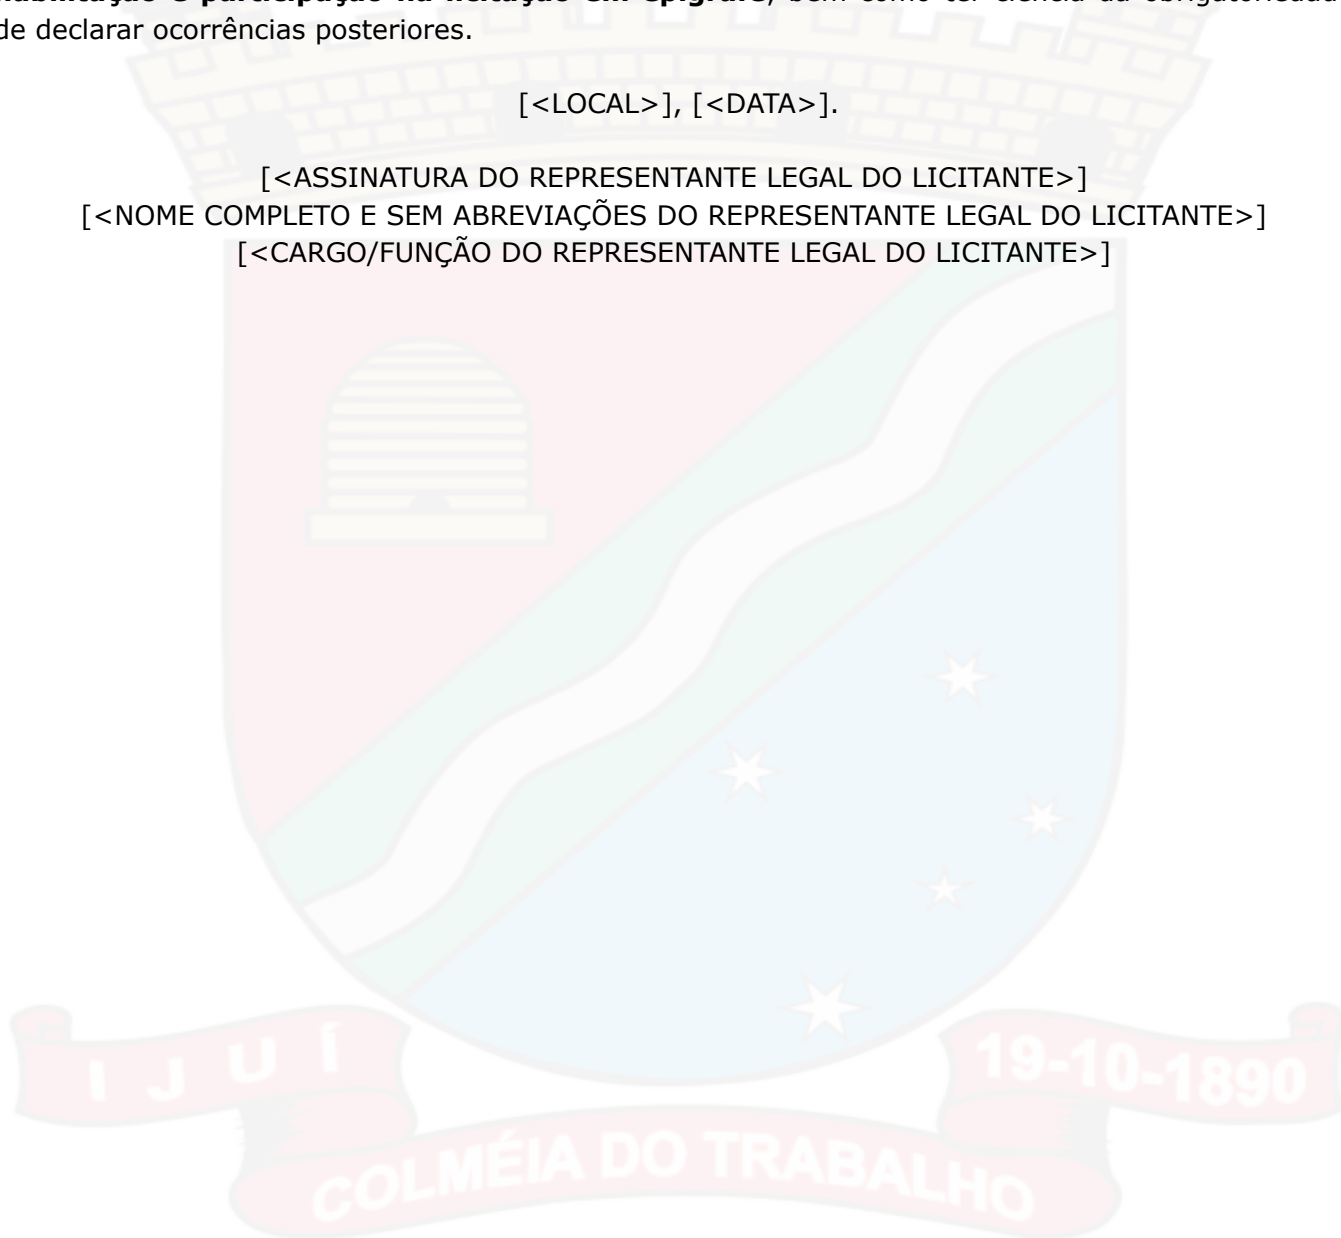 habilitação e participação na licitação em epígrafe, bem como ter ciência da obrigatoriedade
de declarar ocorrências posteriores.
[<LOCAL>], [<DATA>].
[<ASSINATURA DO REPRESENTANTE LEGAL DO LICITANTE>]
[<NOME COMPLETO E SEM ABREVIAÇÕES DO REPRESENTANTE LEGAL DO LICITANTE>]
[<CARGO/FUNÇÃO DO REPRESENTANTE LEGAL DO LICITANTE>]
IJUÍ
19-10-1890
COLMÉIA DO TRABALHO